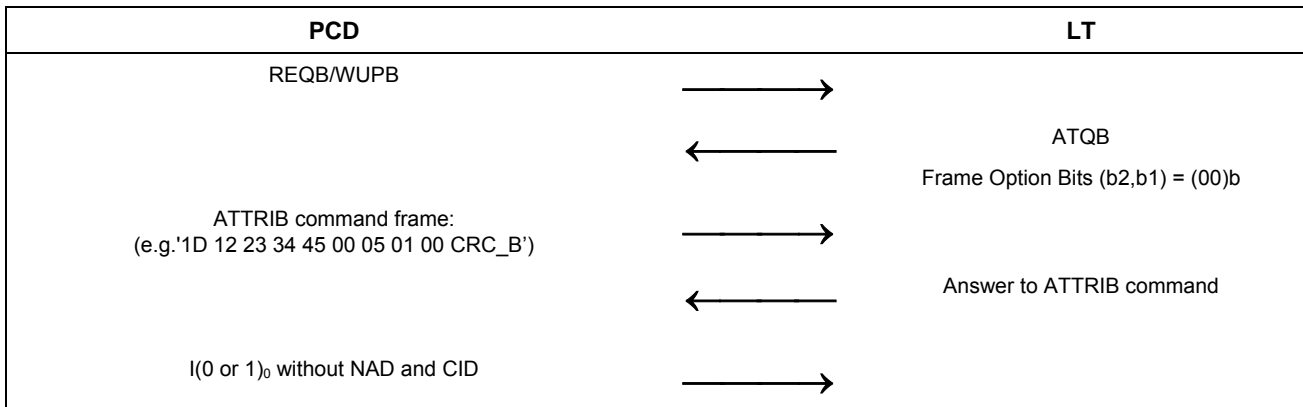 PCD LT
REQB/WUPB
ATQB
Frame Option Bits (b2,b1) = (00)b
ATTRIB command frame:
(e.g.'1D 12 23 34 45 00 05 01 00 CRC_B’)
Answer to ATTRIB command
I(0 or 1)₀ without NAD and CID